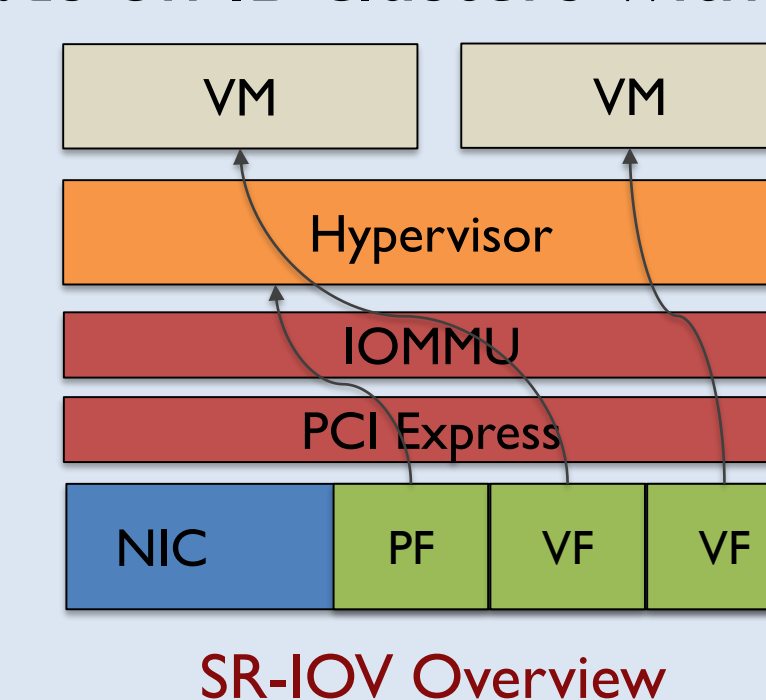 VM VM
Hypervisor
IOMMU
PCI Express
NIC PF VF VF
SR-IOV Overview